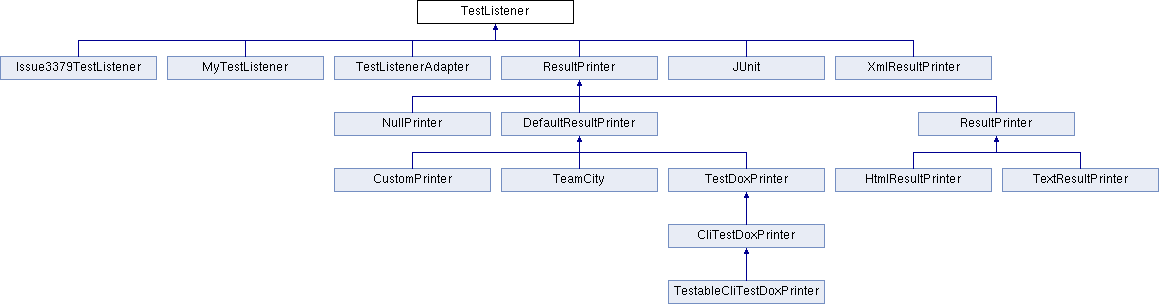 TestListener
Issue3379TestListener
MyTestListener
TestListenerAdapter
ResultPrinter
JUnit
XmlResultPrinter
NullPrinter
DefaultResultPrinter
ResultPrinter
CustomPrinter
TeamCity
TestDoxPrinter
HtmlResultPrinter
TextResultPrinter
CliTestDoxPrinter
TestableCliTestDoxPrinter